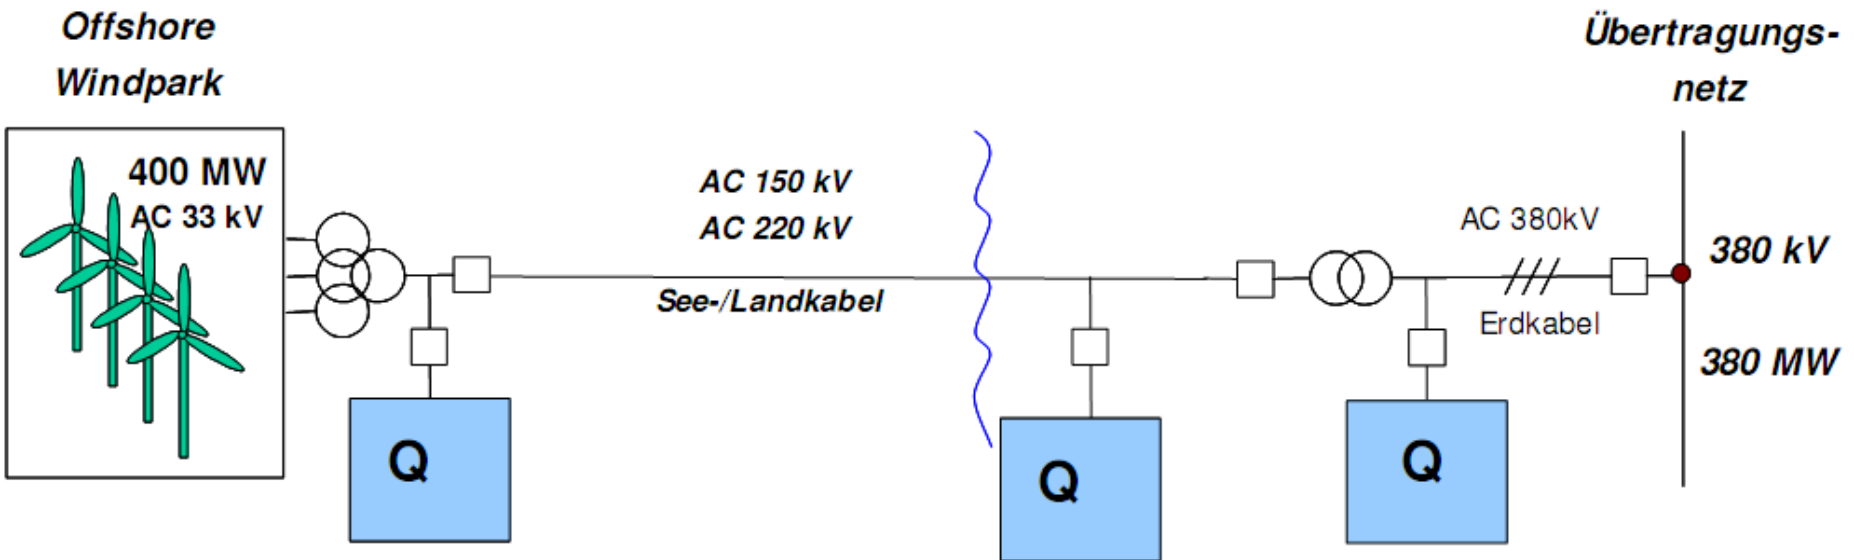 Offshore
Windpark
400 MW
AC 33 kV
AC 150 kV
AC 220 kV
See-/Landkabel
AC 380kV
Erdkabel
Übertragungs-
netz
380 kV
380 MW
Q
Q
Q